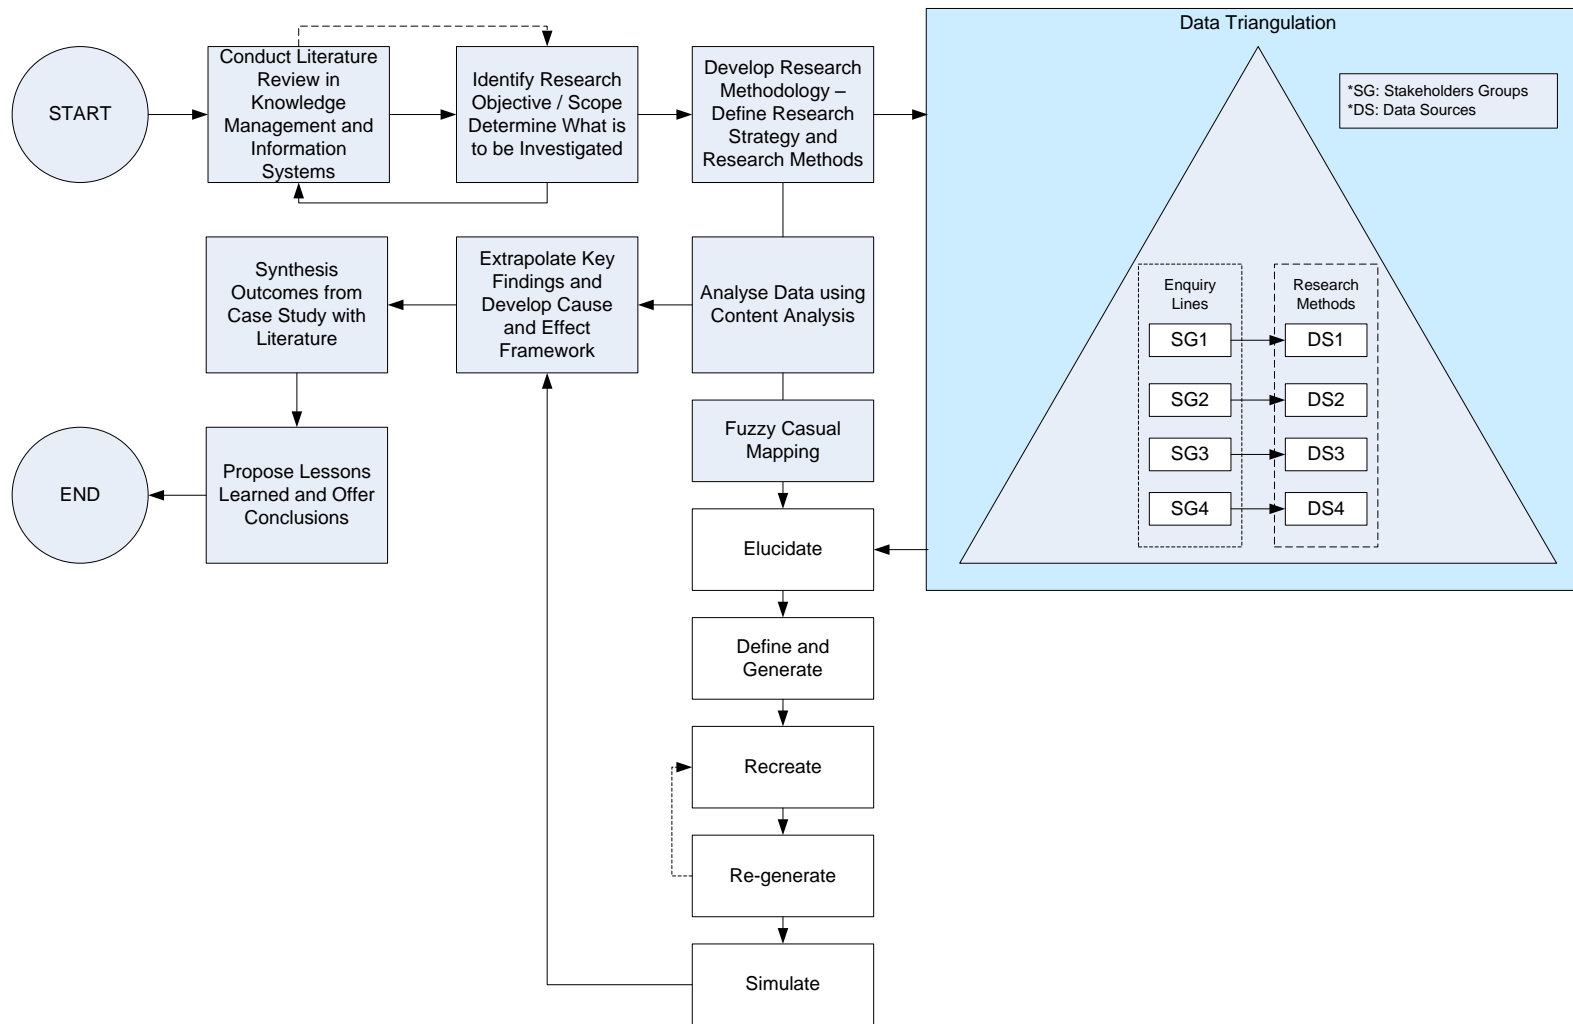 START
Conduct Literature
Review in
Knowledge
Management and
Information
Systems
Identify Research
Objective / Scope
Determine What is
to be Investigated
Develop Research
Methodology –
Define Research
Strategy and
Research Methods
Data Triangulation
*SG: Stakeholders Groups
*DS: Data Sources
Enquiry
Lines
Research
Methods
SG1
DS1
SG2
DS2
SG3
DS3
SG4
DS4
Synthesis
Outcomes from
Case Study with
Literature
Extrapolate Key
Findings and
Develop Cause
and Effect
Framework
Analyse Data using
Content Analysis
Fuzzy Casual
Mapping
END
Propose Lessons
Learned and Offer
Conclusions
Elucidate
Define and
Generate
Recreate
Re-generate
Simulate